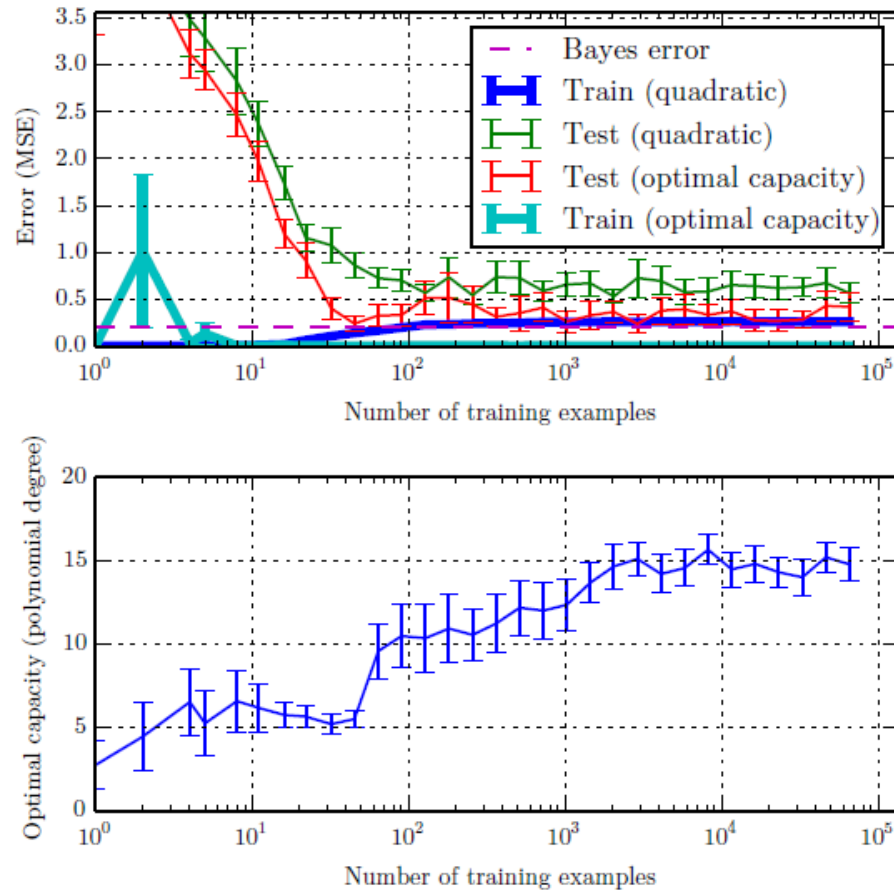 3.5
3.0
2.5
2.0
1.5
1.0
0.5
0.0
Error (MSE)
Bayes error
Train (quadratic)
Test (quadratic)
Test (optimal capacity)
Train (optimal capacity)
10^0 10^1 10^2 10^3 10^4 10^5
Number of training examples
20
15
10
5
0
Optimal capacity (polynomial degree)
10^0 10^1 10^2 10^3 10^4 10^5
Number of training examples